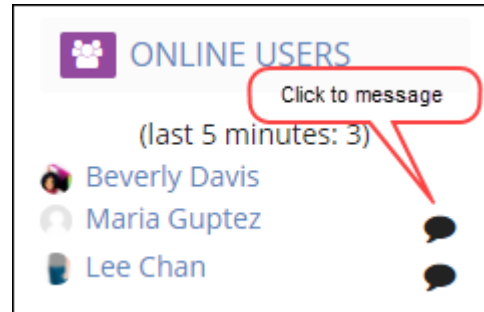 ONLINE USERS
Click to message
(last 5 minutes: 3)
Beverly Davis
Maria Guptez
Lee Chan